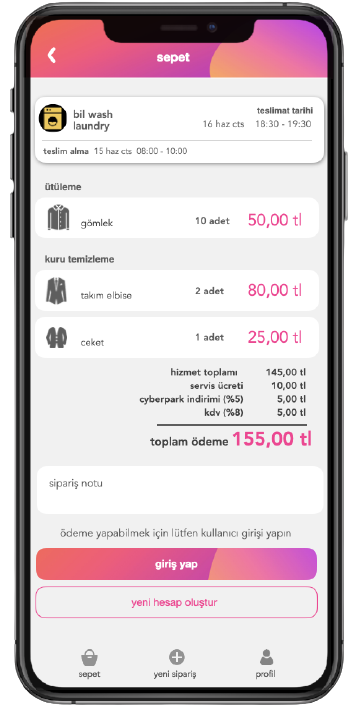 sepet
bil wash
laundry
teslimat tarihi
16 haz cts 18:30 - 19:30
teslim alma 15 haz cts 08:00 - 10:00
ütüleme
gömlek 10 adet 50,00 tl
kuru temizleme
takım elbise 2 adet 80,00 tl
ceket 1 adet 25,00 tl
hizmet toplamı 145,00 tl
servis ücreti 10,00 tl
cyberpark indirimi (%5) 5,00 tl
kdv (%8) 5,00 tl
toplam ödeme 155,00 tl
sipariş notu
ödeme yapabilmek için lütfen kullanıcı girişi yapın
giriş yap
yeni hesap oluştur
sepet yeni sipariş profil